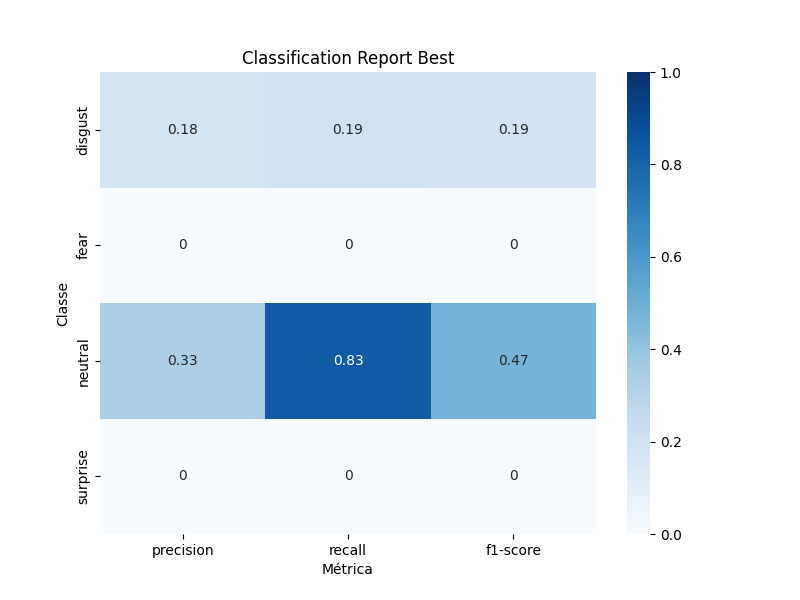 Classification Report Best
disgust
0.18 0.19 0.19
fear
0 0 0
neutral
0.33 0.83 0.47
surprise
0 0 0
Classe
precision recall f1-score
Métrica
1.0
0.8
0.6
0.4
0.2
0.0